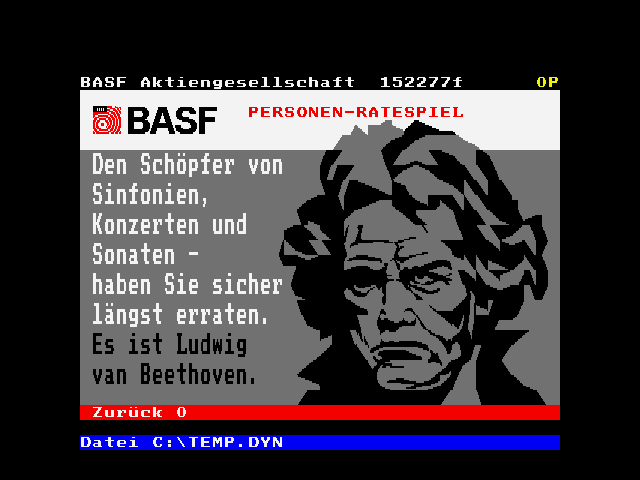 BASF Aktiengesellschaft 152277f OP
BASF PERSONEN-RATESPIEL
Den Schöpfer von
Sinfonien,
Konzerten und
Sonaten -
haben Sie sicher
längst erraten.
Es ist Ludwig
van Beethoven.
Zurück 0
Datei C:\TEMP.DYN